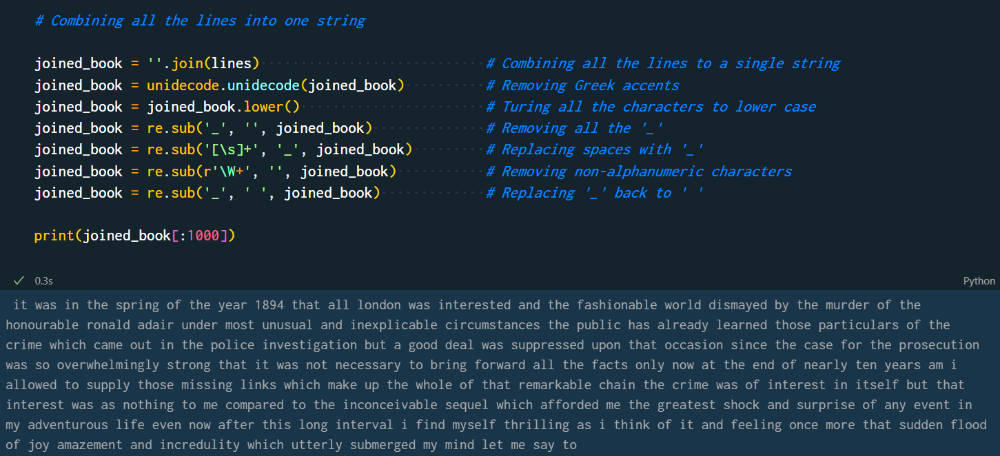 # Combining all the lines into one string
joined_book = ''.join(lines) # Combining all the lines to a single string
joined_book = unidecode.unidecode(joined_book) # Removing Greek accents
joined_book = joined_book.lower() # Turing all the characters to lower case
joined_book = re.sub('_', '', joined_book) # Removing all the '_'
joined_book = re.sub('[\s]+', '_', joined_book) # Replacing spaces with '_'
joined_book = re.sub(r'\W+', '', joined_book) # Removing non-alphanumeric characters
joined_book = re.sub('_', ' ', joined_book) # Replacing '_' back to ' '
print(joined_book[:1000])
✓ 0.3s Python
it was in the spring of the year 1894 that all london was interested and the fashionable world dismayed by the murder of the
honourable ronald adair under most unusual and inexplicable circumstances the public has already learned those particulars of the
crime which came out in the police investigation but a good deal was suppressed upon that occasion since the case for the prosecution
was so overwhelmingly strong that it was not necessary to bring forward all the facts only now at the end of nearly ten years am i
allowed to supply those missing links which make up the whole of that remarkable chain the crime was of interest in itself but that
interest was as nothing to me compared to the inconceivable sequel which afforded me the greatest shock and surprise of any event in
my adventurous life even now after this long interval i find myself thrilling as i think of it and feeling once more that sudden flood
of joy amazement and incredulity which utterly submerged my mind let me say to